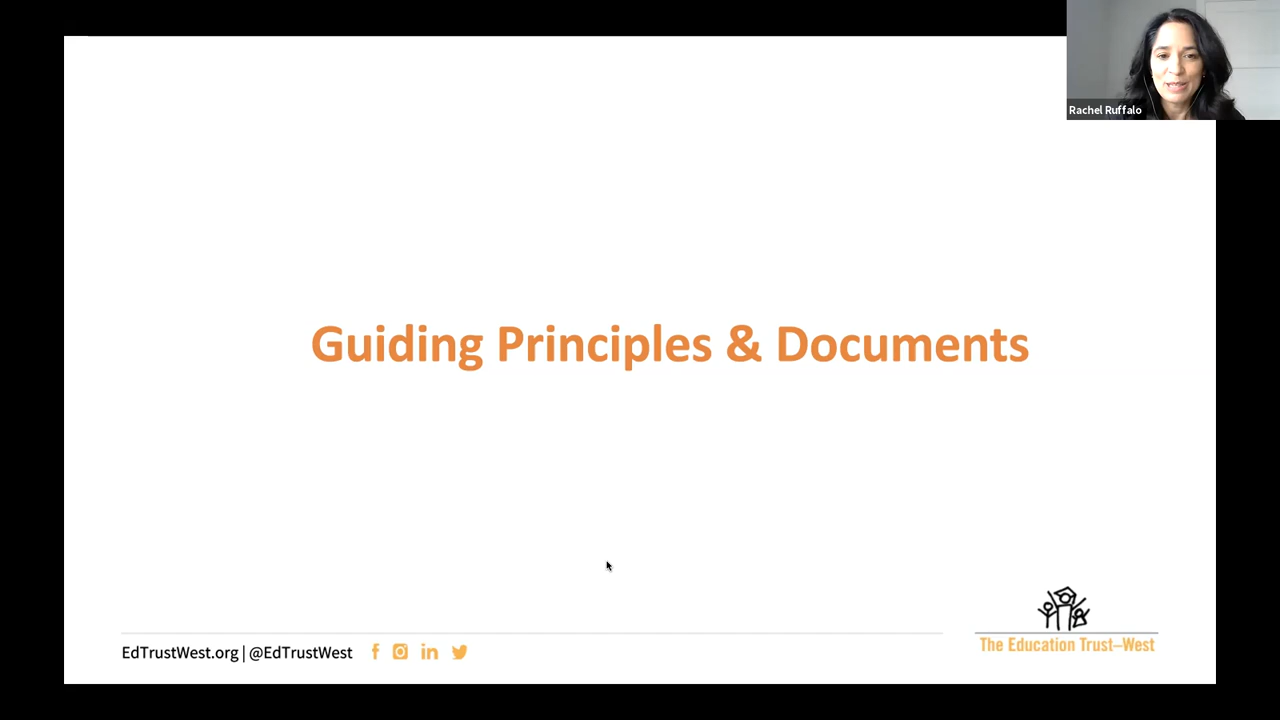 Rachel Ruffalo
Guiding Principles & Documents
EdTrustWest.org | @EdTrustWest
The Education Trust–West